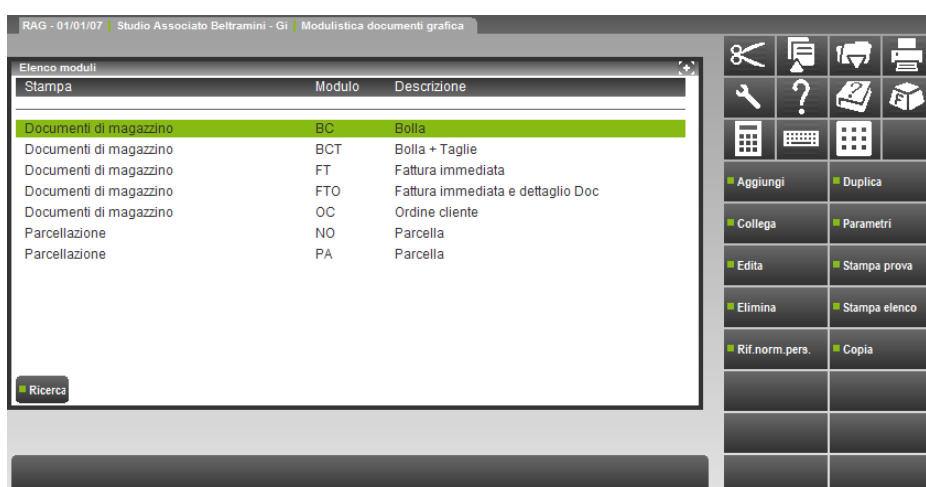 RAG - 01/01/07 Studio Associato Beltramini - Gi Modulistica documenti grafica
Elenco moduli
Stampa Modulo Descrizione
Documenti di magazzino BC Bolla
Documenti di magazzino BCT Bolla + Taglie
Documenti di magazzino FT Fattura immediata
Documenti di magazzino FTO Fattura immediata e dettaglio Doc
Documenti di magazzino OC Ordine cliente
Parcellazione NO Parcella
Parcellazione PA Parcella
Ricerca
Aggiungi Duplica
Collega Parametri
Edita Stampa prova
Elimina Stampa elenco
Rif.norm.pers. Copia